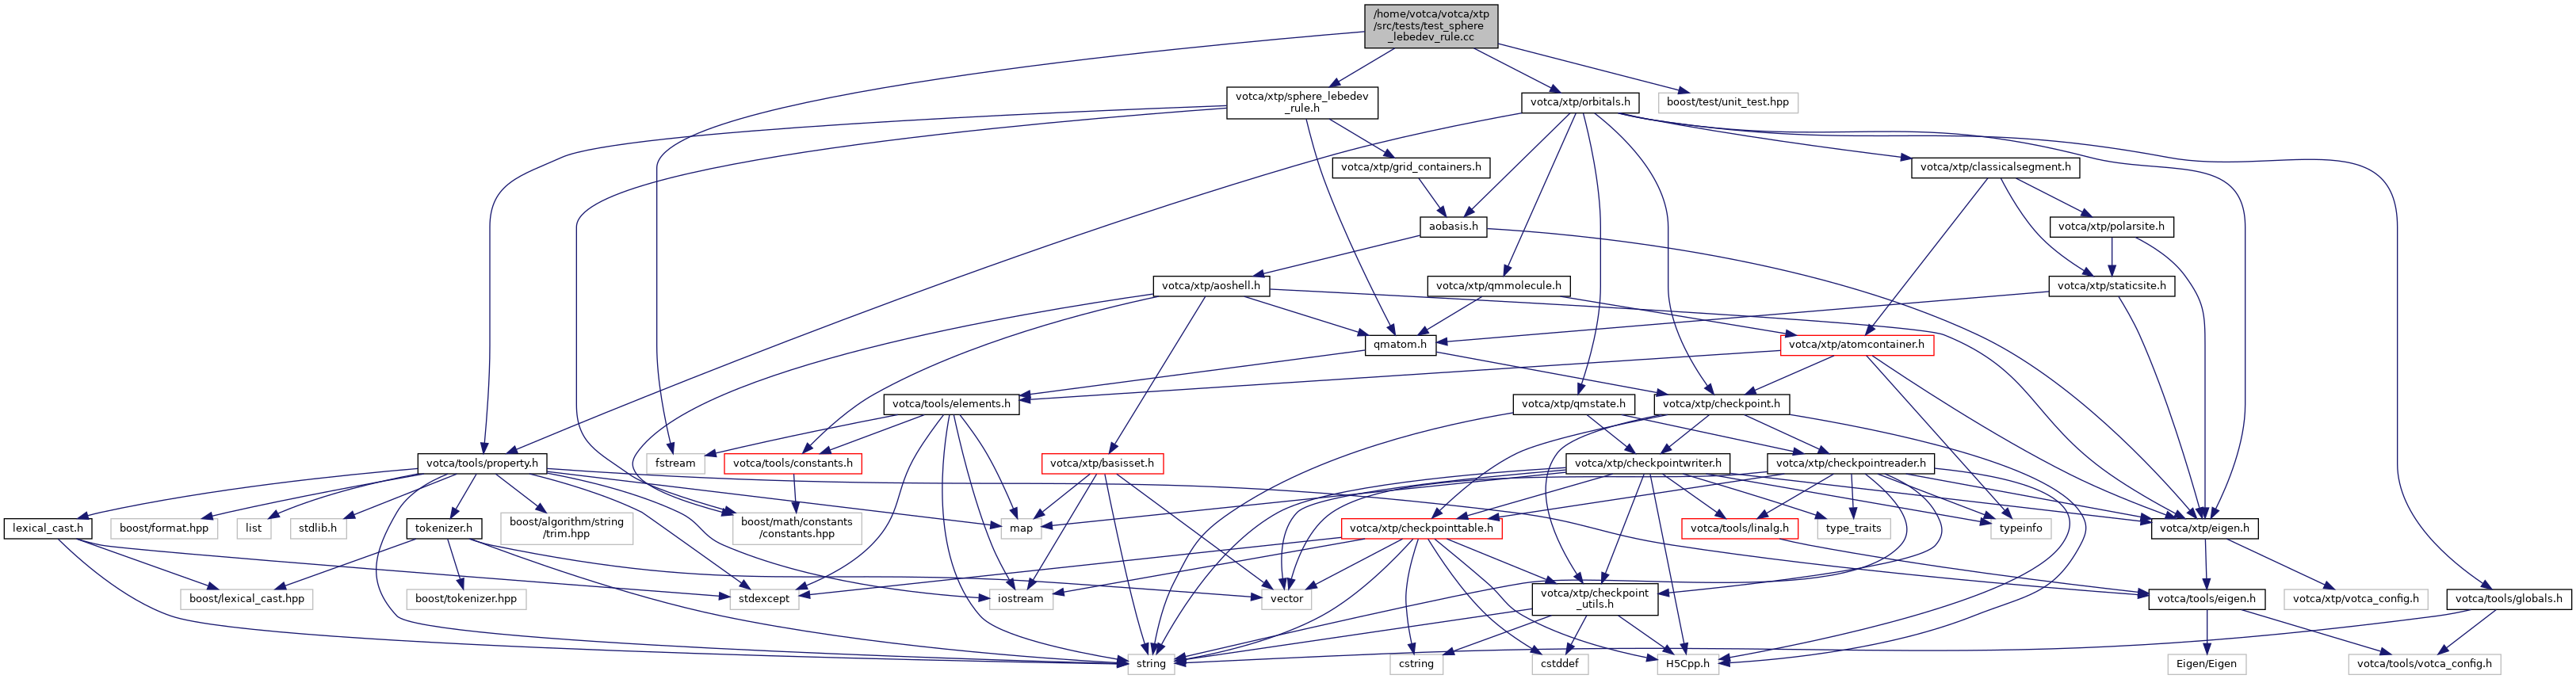 /home/votca/votca/xtp
/src/tests/test_sphere
_lebedev_rule.cc
votca/xtp/sphere_lebedev
_rule.h
votca/xtp/orbitals.h
boost/test/unit_test.hpp
votca/xtp/grid_containers.h
votca/xtp/classicalsegment.h
aobasis.h
votca/xtp/polarsite.h
votca/xtp/aoshell.h
votca/xtp/qmmolecule.h
votca/xtp/staticsite.h
qmatom.h
votca/xtp/atomcontainer.h
votca/tools/elements.h
votca/xtp/qmstate.h
votca/xtp/checkpoint.h
votca/tools/property.h
fstream
votca/tools/constants.h
votca/xtp/basisset.h
votca/xtp/checkpointwriter.h
votca/xtp/checkpointreader.h
lexical_cast.h
boost/format.hpp
list
stdlib.h
tokenizer.h
boost/algorithm/string
/trim.hpp
boost/math/constants
/constants.hpp
map
votca/xtp/checkpointtable.h
votca/tools/linalg.h
type_traits
typeinfo
votca/xtp/eigen.h
boost/lexical_cast.hpp
boost/tokenizer.hpp
stdexcept
iostream
vector
votca/xtp/checkpoint
_utils.h
votca/tools/eigen.h
votca/xtp/votca_config.h
votca/tools/globals.h
string
cstring
cstddef
H5Cpp.h
Eigen/Eigen
votca/tools/votca_config.h